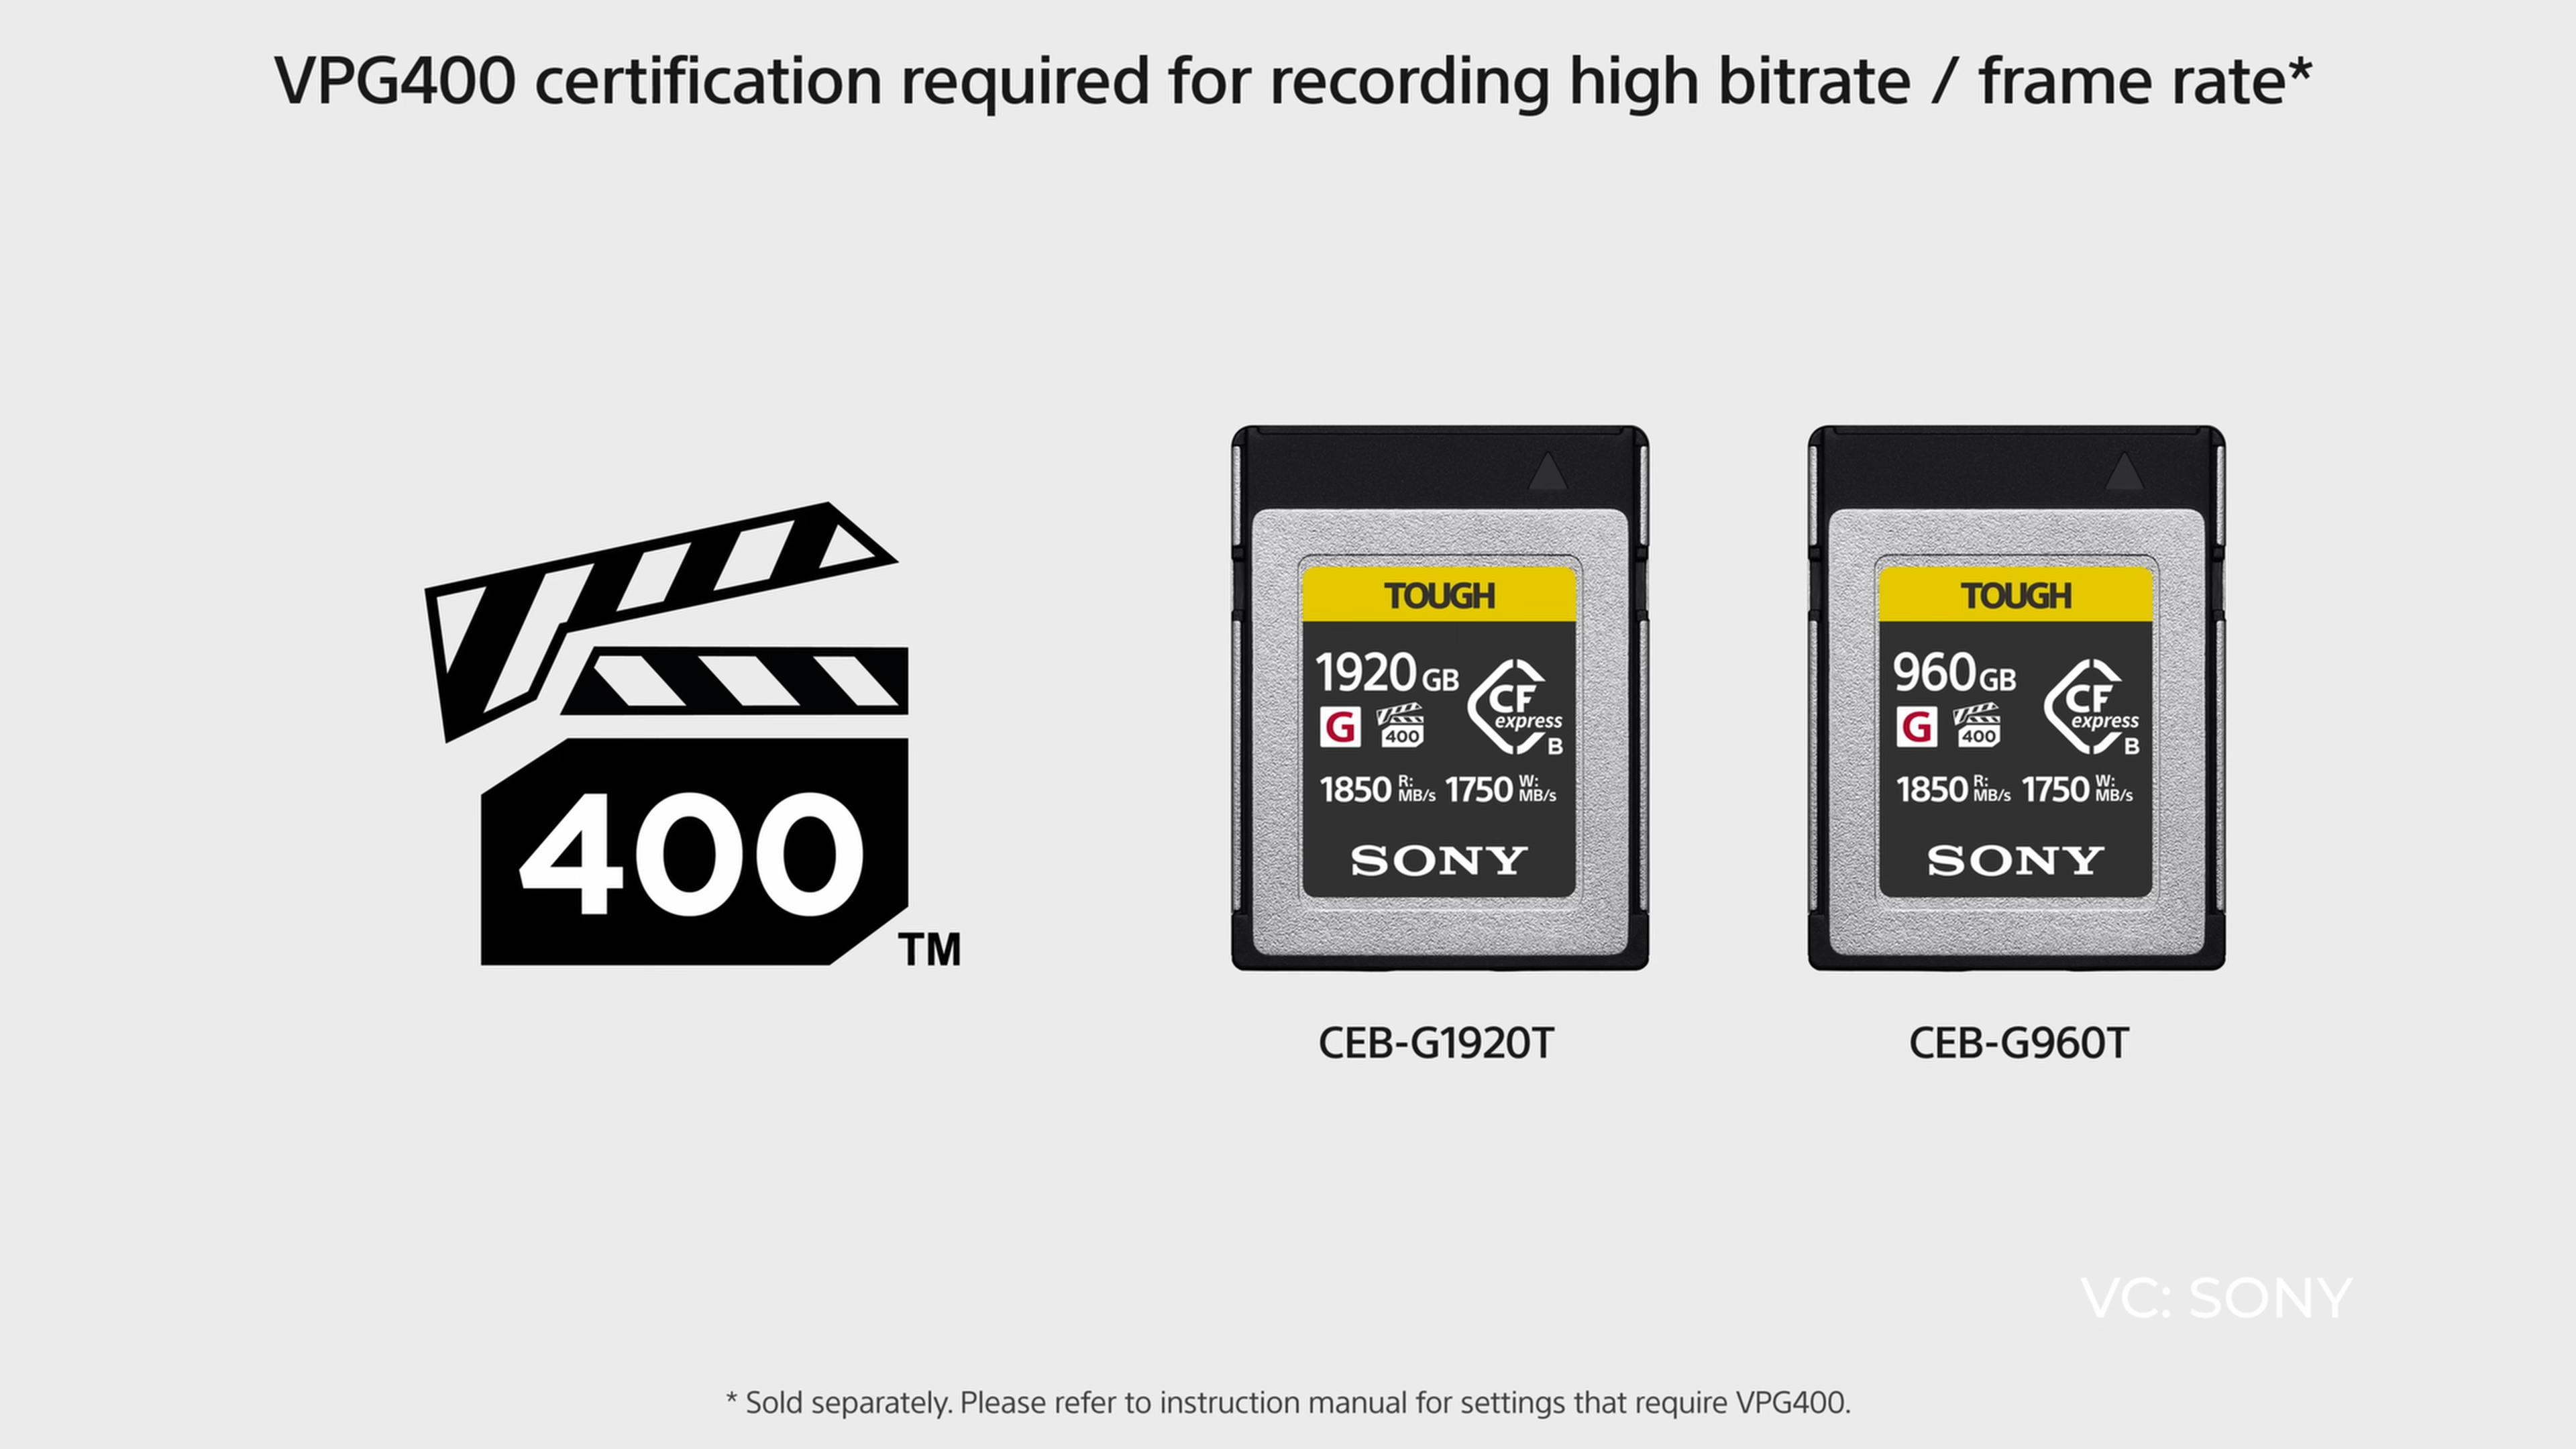 VPG400 certification required for recording high bitrate / frame rate*
400
TM
TOUGH
1920 GB
CF express B
G 400
1850 R: MB/s 1750 W: MB/s
SONY
CEB-G1920T
TOUGH
960 GB
CF express B
G 400
1850 R: MB/s 1750 W: MB/s
SONY
CEB-G960T
VC: SONY
* Sold separately. Please refer to instruction manual for settings that require VPG400.